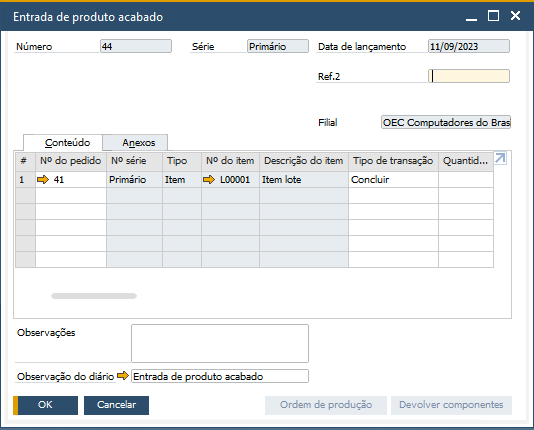 Entrada de produto acabado
Número 44 Série Primário Data de lançamento 11/09/2023
Ref.2
Filial OEC Computadores do Bras
Conteúdo Anexos
# Nº do pedido Nº série Tipo Nº do item Descrição do item Tipo de transação Quantid...
1 41 Primário Item L00001 Item lote Concluir
Observações
Observação do diário Entrada de produto acabado
OK Cancelar Ordem de produção Devolver componentes